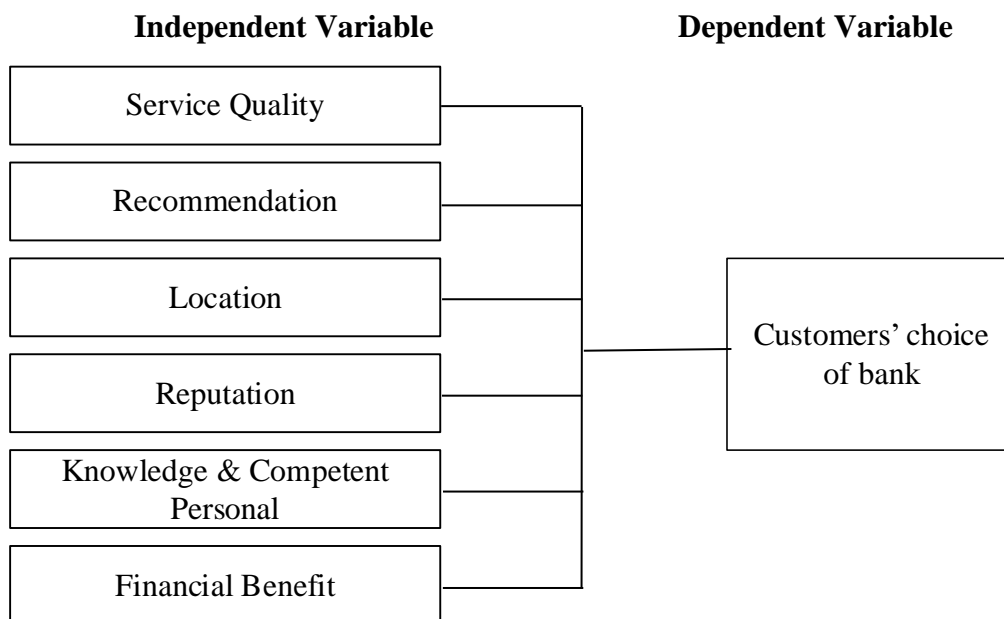 Independent Variable
Dependent Variable
Service Quality
Recommendation
Location
Reputation
Knowledge & Competent
Personal
Financial Benefit
Customers’ choice
of bank